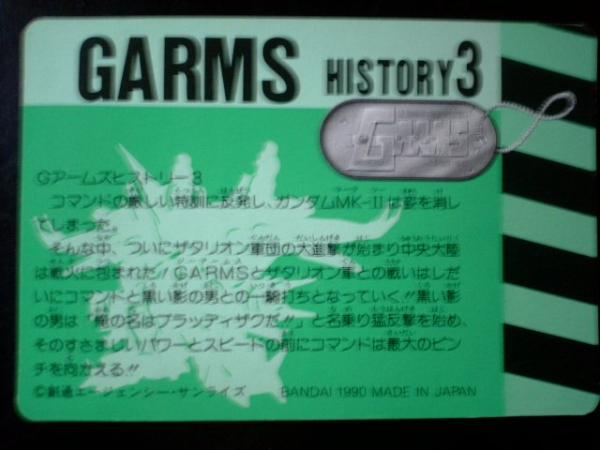 GARMS HISTORY3
G-ARMS
Gアームズヒストリー3
コマンドの厳しい特訓に反発し、ガンダムMK-IIは姿を消し
てしまった。
そんな中、ついにザタリオン軍団の大進撃が始まり中央大陸
は戦火に包まれた!GARMSとザタリオン軍との戦いはしだ
いにコマンドと黒い影の男との一騎打ちとなっていく!!黒い影
の男は「俺の名はブラッディザクだ!!」と名乗り猛反撃を始め、
そのすさまじいパワーとスピードの前にコマンドは最大のピン
チを向かえる!!
©創通エージェンシー・サンライズ BANDAI 1990 MADE IN JAPAN